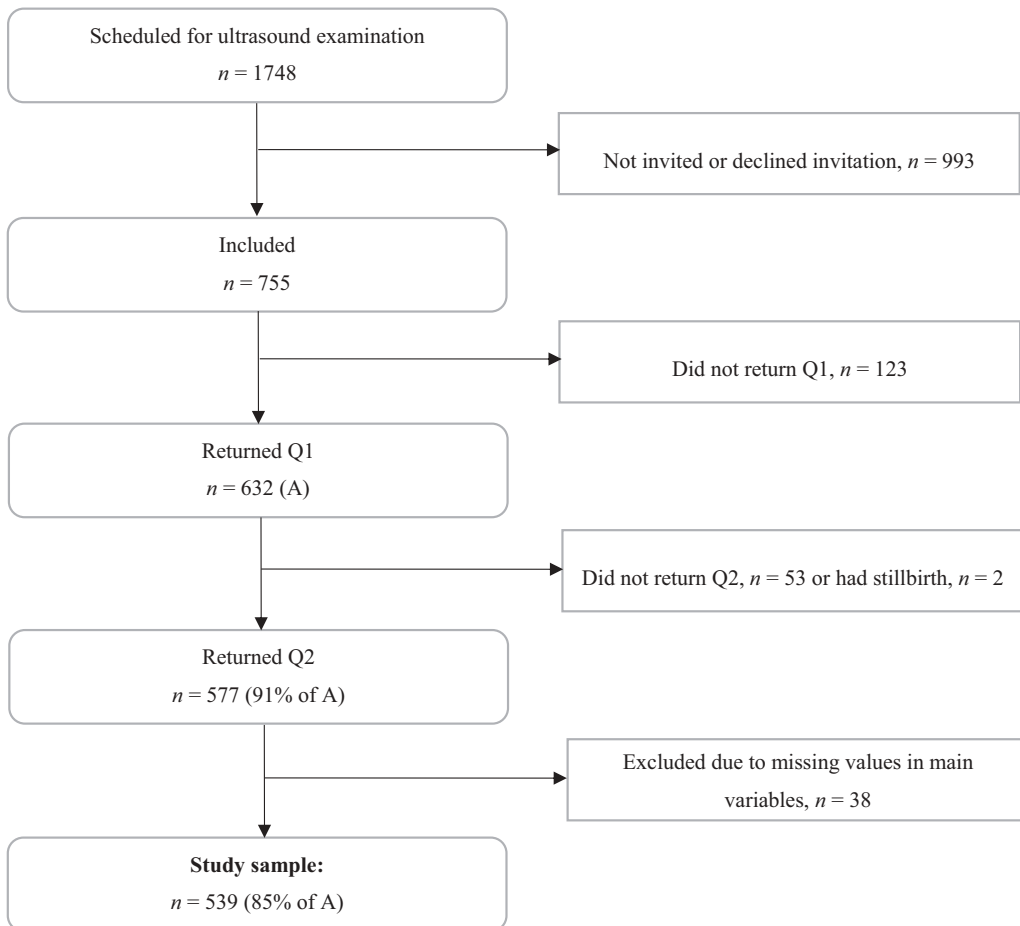 Scheduled for ultrasound examination
n = 1748
Not invited or declined invitation, n = 993
Included
n = 755
Did not return Q1, n = 123
Returned Q1
n = 632 (A)
Did not return Q2, n = 53 or had stillbirth, n = 2
Returned Q2
n = 577 (91% of A)
Excluded due to missing values in main
variables, n = 38
Study sample:
n = 539 (85% of A)